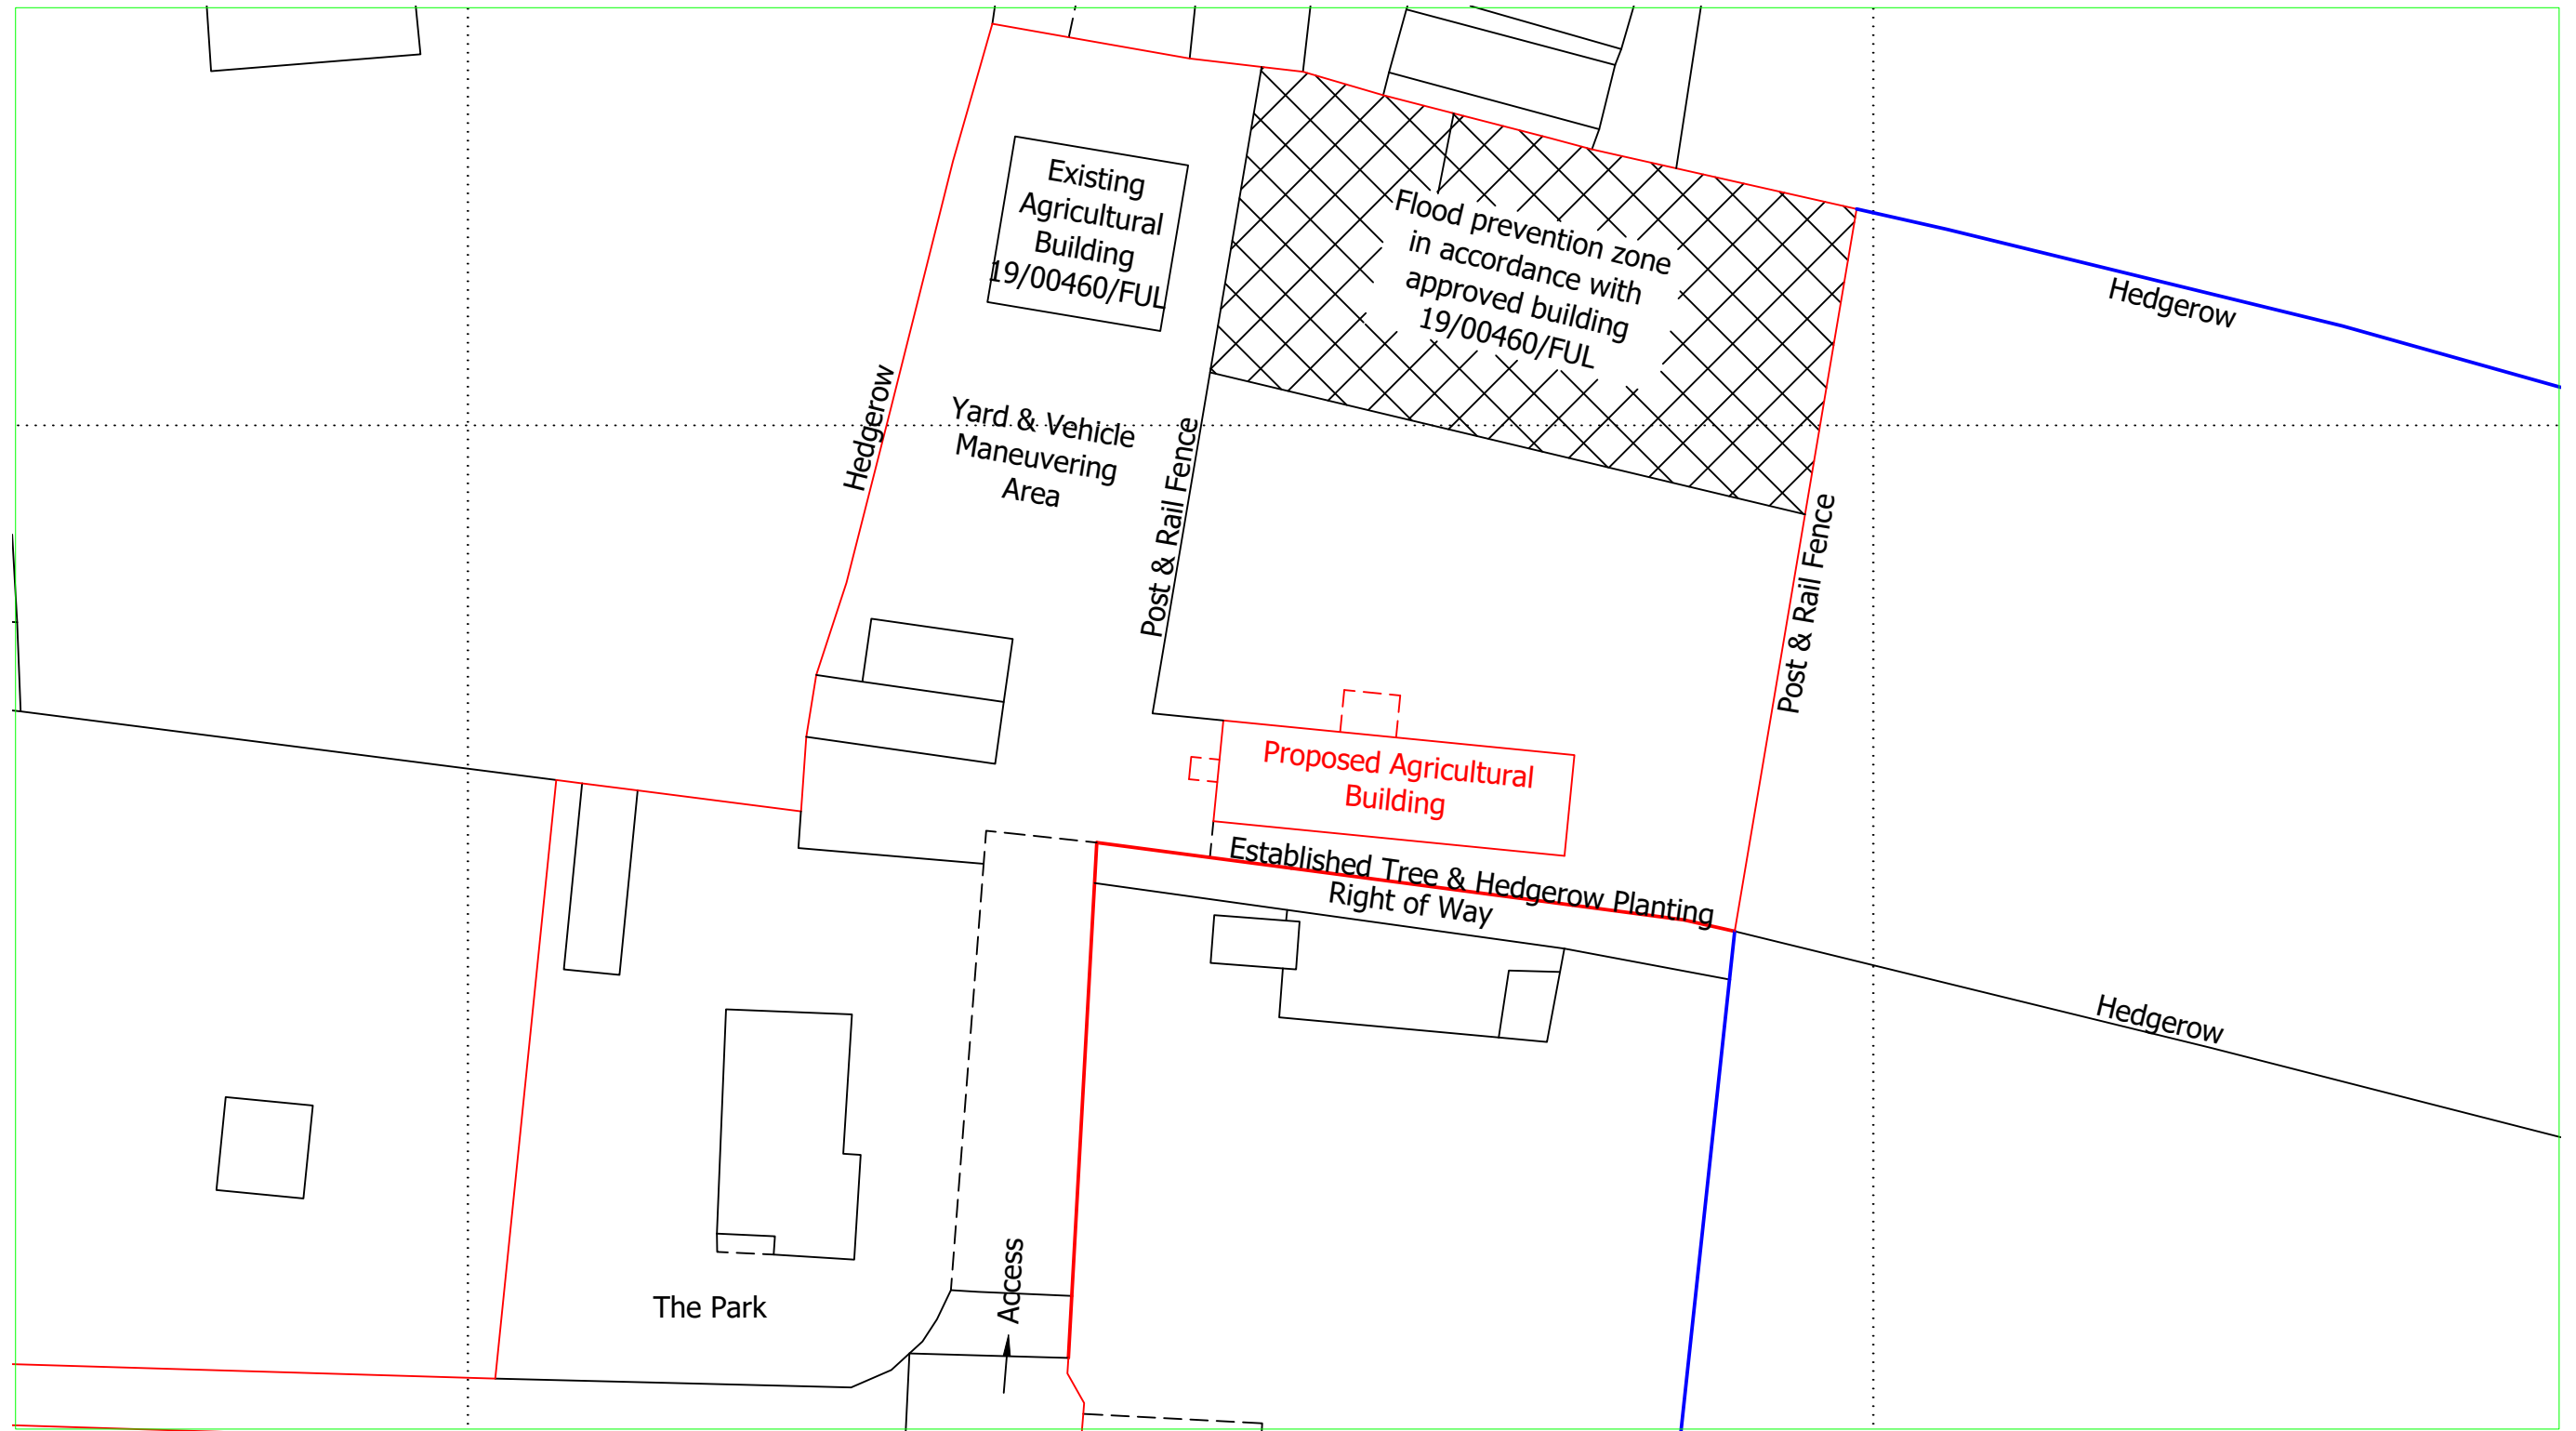 Existing
Agricultural
Building
19/00460/FUL
Flood prevention zone
in accordance with
approved building
19/00460/FUL
Hedgerow
Hedgerow
Yard & Vehicle
Maneuvering
Area
Post & Rail Fence
Post & Rail Fence
Proposed Agricultural
Building
Established Tree & Hedgerow Planting
Right of Way
Hedgerow
Access
The Park